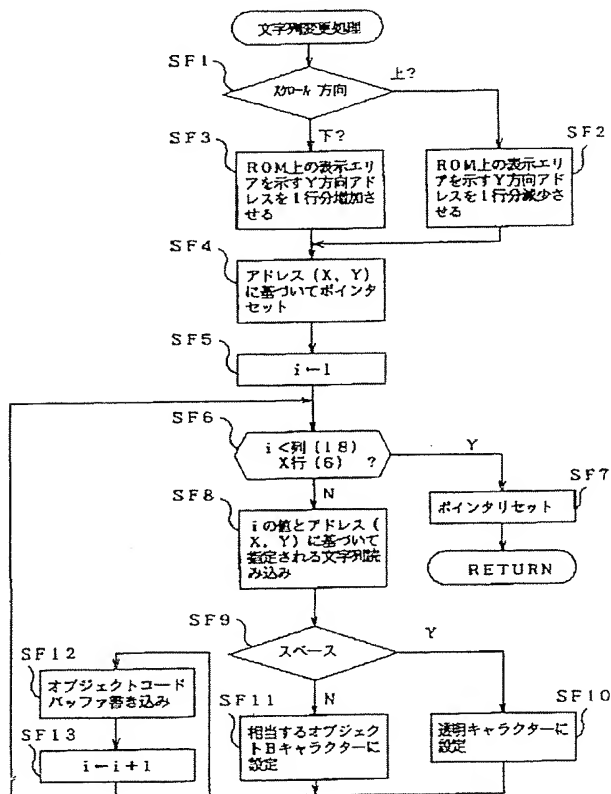 文字列変更処理
SF1
スクロール 方向
上?
下?
SF3
ROM上の表示エリ
アを示すY方向アド
レスを1行分増加さ
せる
SF2
ROM上の表示エリ
アを示すY方向アド
レスを1行分減少さ
せる
SF4
アドレス(X、Y)
に基づいてポインタ
セット
SF5
i←1
SF6
i<列(18)
X行(6) ?
Y
N
SF7
ポインタリセット
RETURN
SF8
iの値とアドレス(
X、Y)に基づいて
指定される文字列読
み込み
SF9
スペース
Y
N
SF10
透明キャラクターに
設定
SF11
相当するオブジェク
トBキャラクターに
設定
SF12
オブジェクトコード
バッファ書き込み
SF13
i←i+1